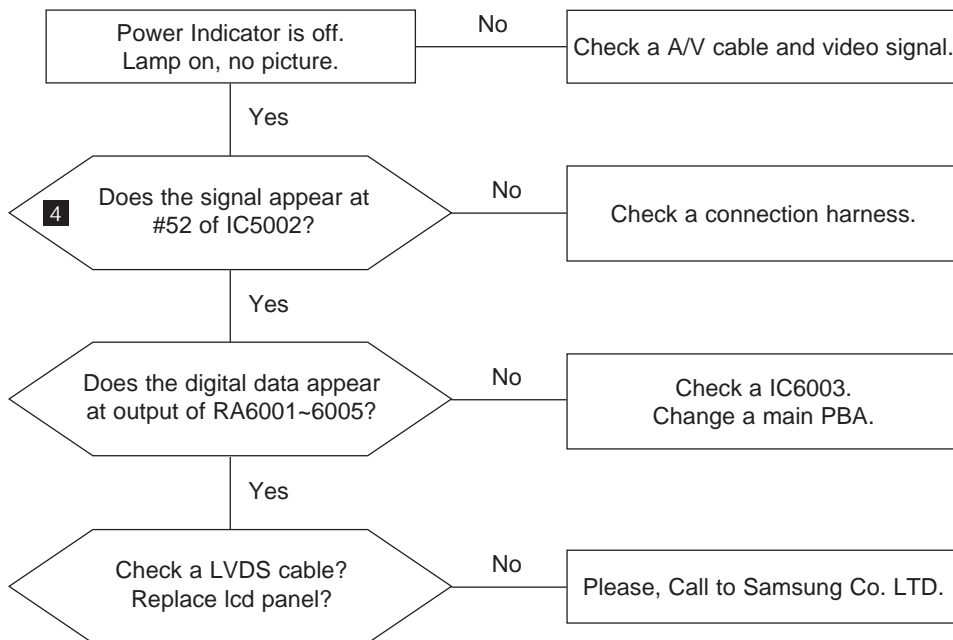 Power Indicator is off.
Lamp on, no picture.
No
Check a A/V cable and video signal.
Yes
4
Does the signal appear at
#52 of IC5002?
No
Check a connection harness.
Yes
Does the digital data appear
at output of RA6001~6005?
No
Check a IC6003.
Change a main PBA.
Yes
Check a LVDS cable?
Replace lcd panel?
No
Please, Call to Samsung Co. LTD.